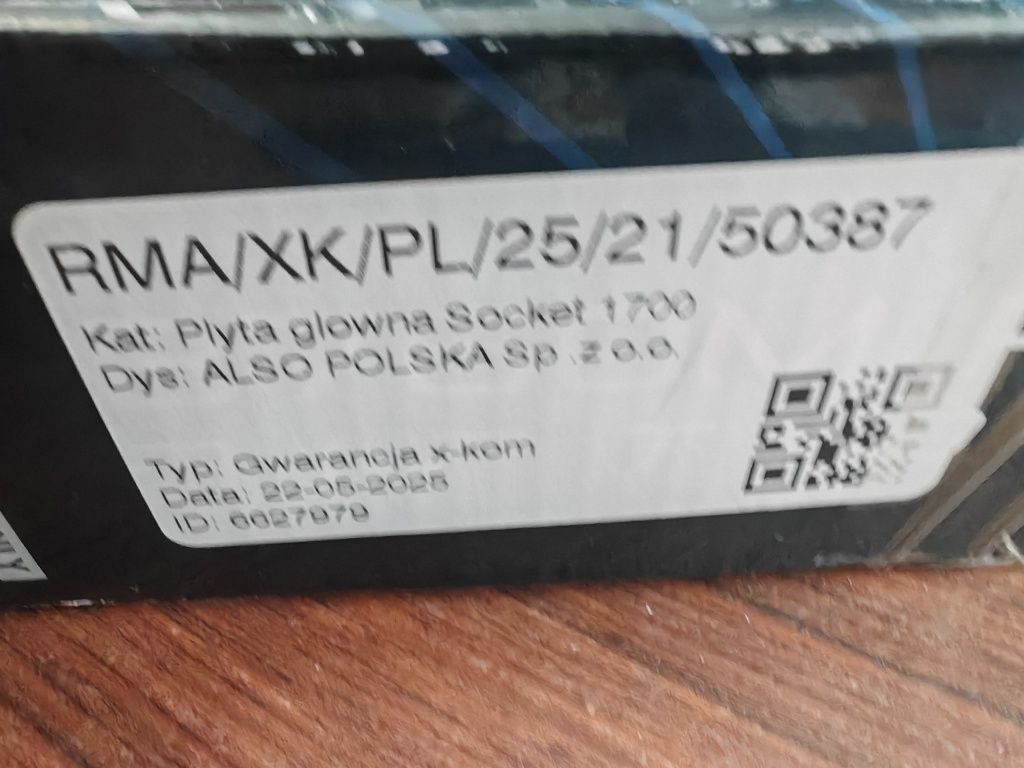 RMA/XK/PL/25/21/50387
Kat: Plyta glowna Socket 1700
Dys: ALSO POLSKA Sp .z o.o.
Typ: Gwarancja x-kom
Data: 22-05-2025
ID: 6627979